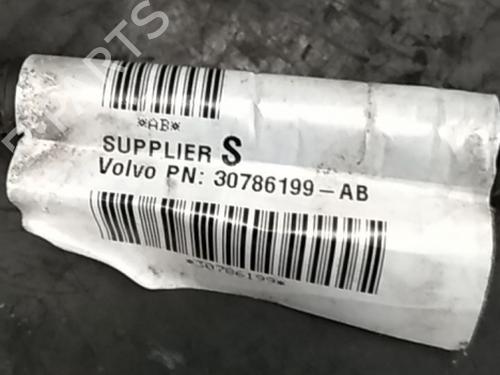 *AB*
SUPPLIER S
Volvo PN: 30786199-AB
*30786199*